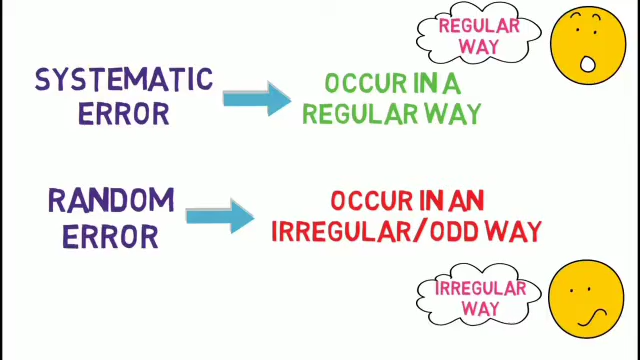 REGULAR
WAY
SYSTEMATIC
ERROR
OCCUR IN A
REGULAR WAY
RANDOM
ERROR
OCCUR IN AN
IRREGULAR/ODD WAY
IRREGULAR
WAY